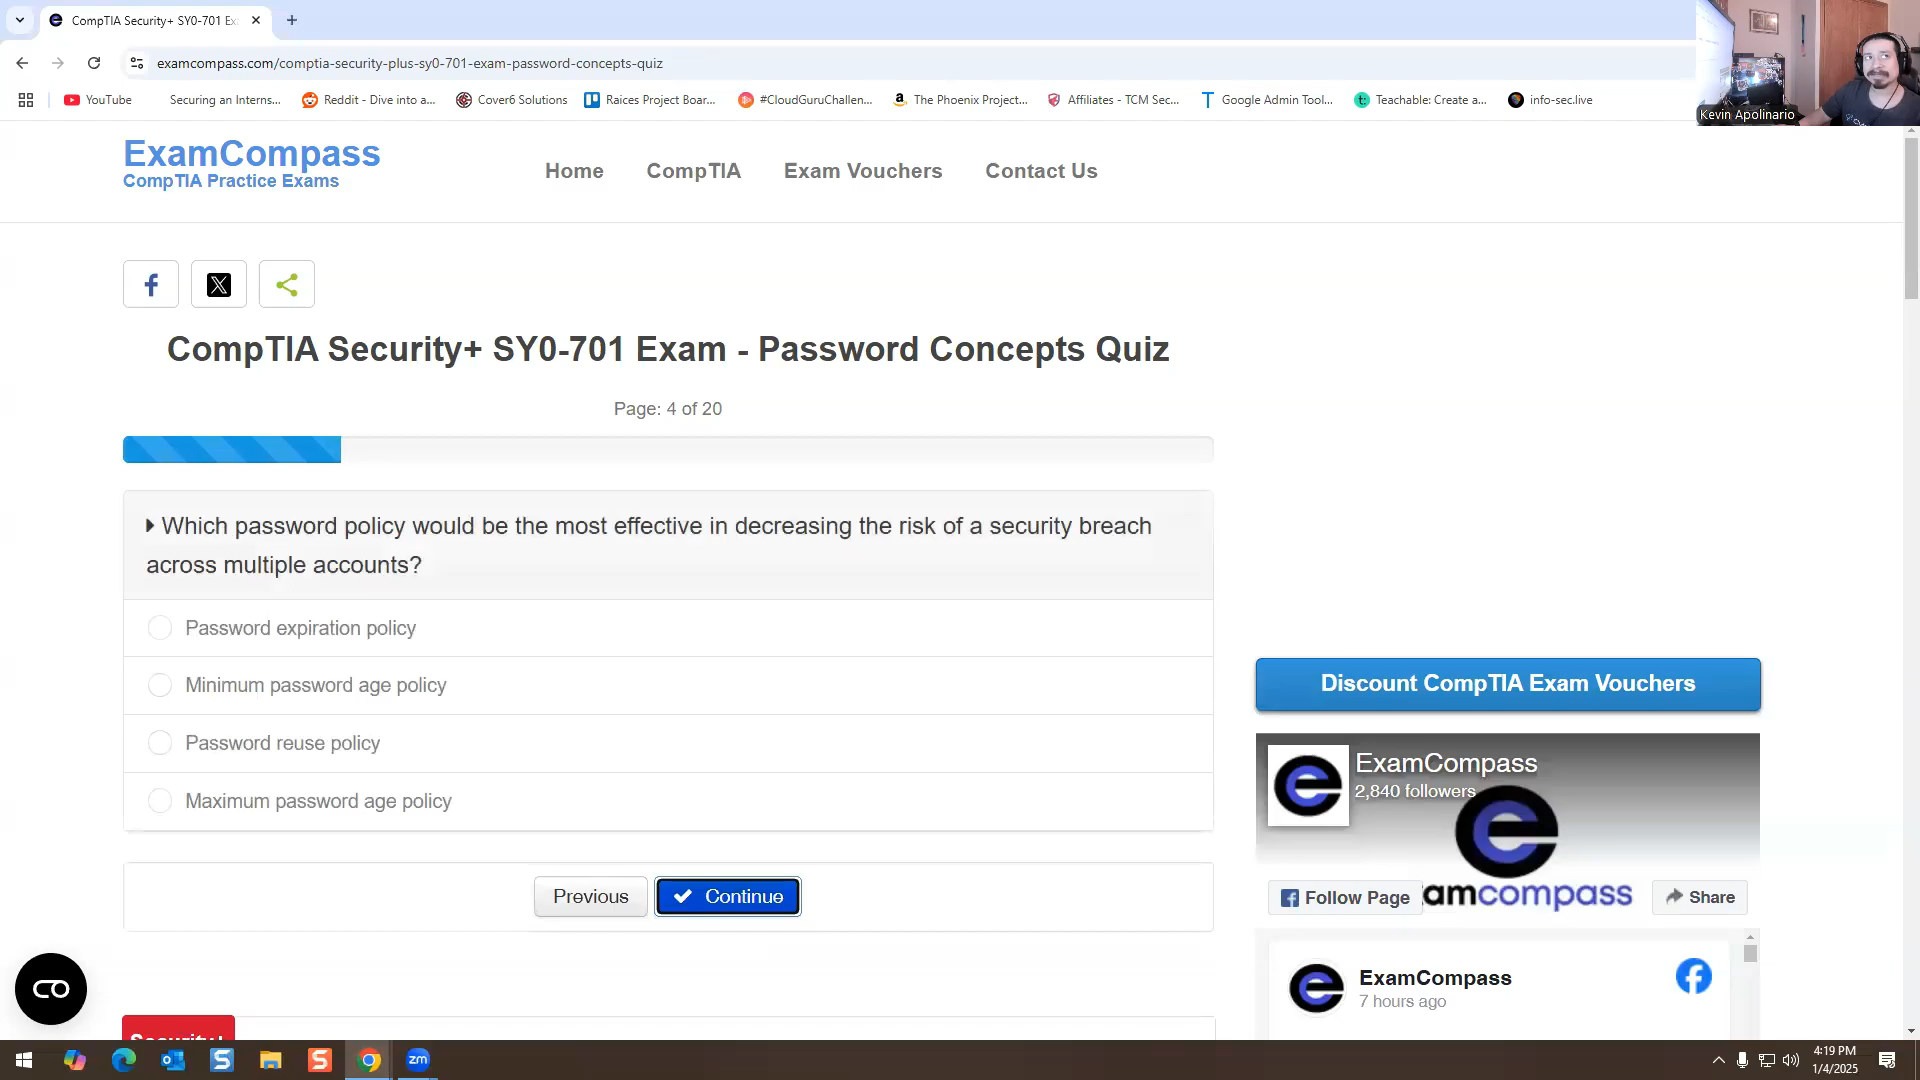 CompTIA Security+ SY0-701 Ex
examcompass.com/comptia-security-plus-sy0-701-exam-password-concepts-quiz
YouTube
Securing an Interns...
Reddit - Dive into a...
Cover6 Solutions
Raices Project Boar...
#CloudGuruChallen...
The Phoenix Project...
Affiliates - TCM Sec...
Google Admin Tool...
Teachable: Create a...
info-sec.live
Kevin Apolinario
ExamCompass
CompTIA Practice Exams
Home
CompTIA
Exam Vouchers
Contact Us
CompTIA Security+ SY0-701 Exam - Password Concepts Quiz
Page: 4 of 20
Which password policy would be the most effective in decreasing the risk of a security breach
across multiple accounts?
Password expiration policy
Minimum password age policy
Password reuse policy
Maximum password age policy
Previous
Continue
Discount CompTIA Exam Vouchers
ExamCompass
2,840 followers
Follow Page
amcompass
Share
ExamCompass
7 hours ago
Security+
zm
4:19 PM
1/4/2025